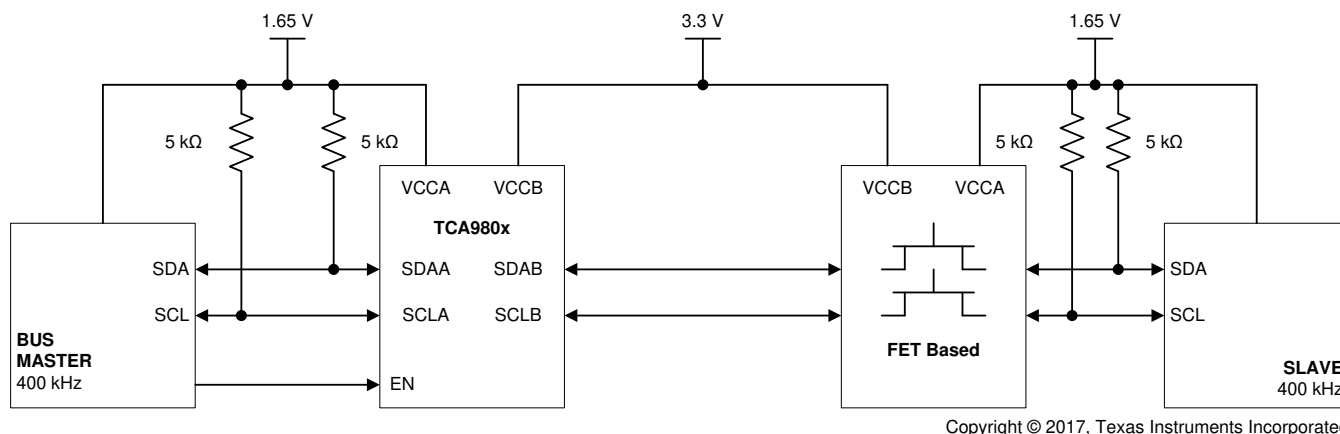 1.65 V
3.3 V
1.65 V
5 kΩ
5 kΩ
5 kΩ
5 kΩ
VCCA
VCCB
VCCB
VCCA
TCA980x
SDA
SDAA
SDAB
SDA
SCL
SCLA
SCLB
SCL
BUS
MASTER
400 kHz
EN
FET Based
SLAVE
400 kHz
Copyright © 2017, Texas Instruments Incorporated